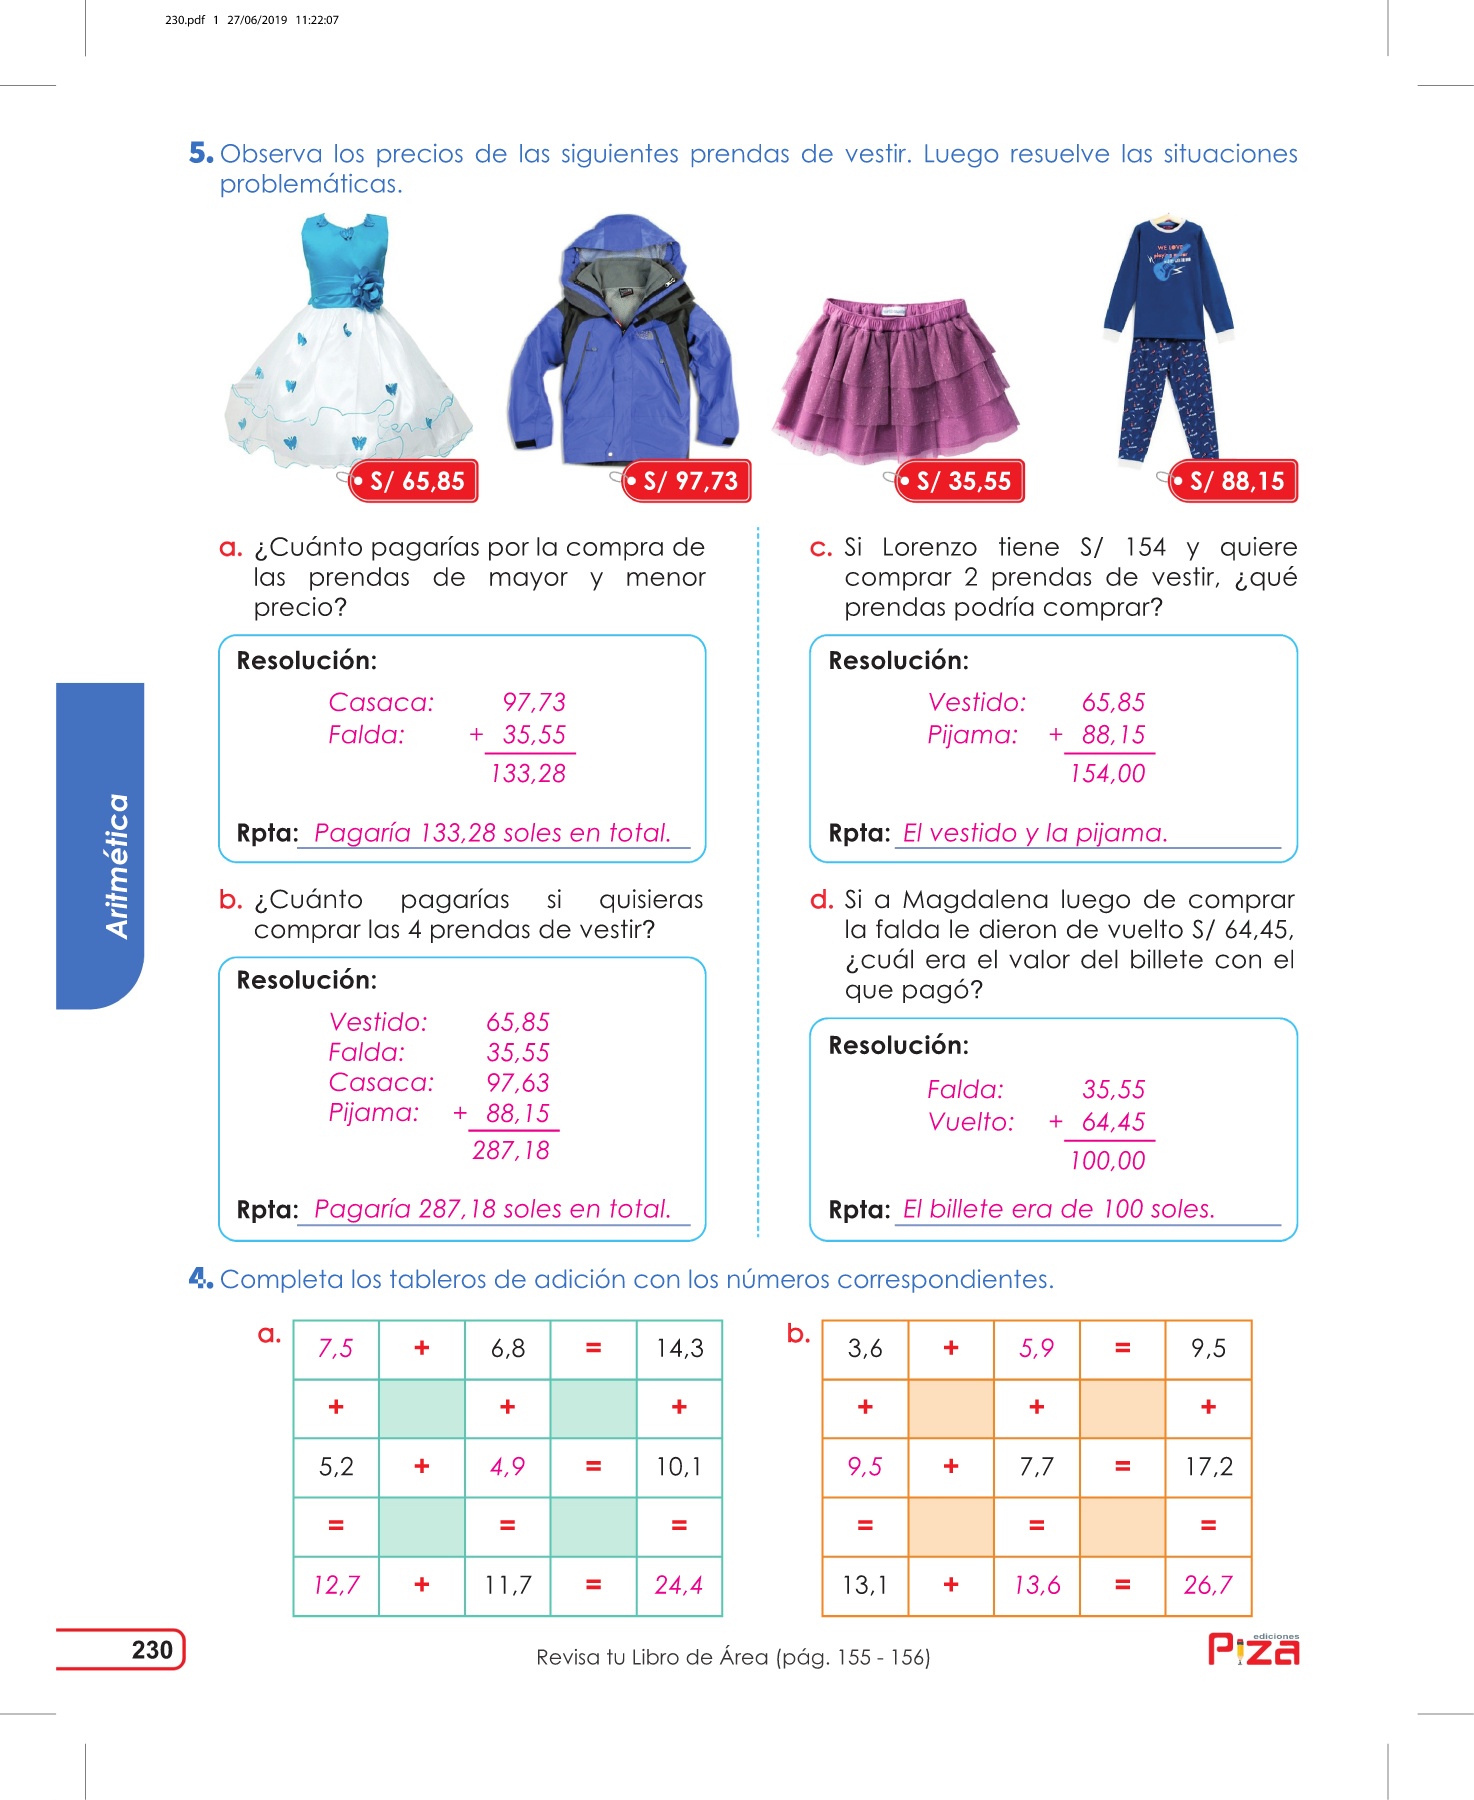 230.pdf 1 27/06/2019 11:22:07
5. Observa los precios de las siguientes prendas de vestir. Luego resuelve las situaciones
problemáticas.
S/ 65,85
S/ 97,73
WE LOVE
S/ 35,55
S/ 88,15
a. ¿Cuánto pagarías por la compra de
las prendas de mayor y menor
precio?
Resolución:
Casaca: 97,73
Falda: + 35,55
133,28
Rpta: Pagaría 133,28 soles en total.
b. ¿Cuánto pagarías si quisieras
comprar las 4 prendas de vestir?
Resolución:
Vestido: 65,85
Falda: 35,55
Casaca: 97,63
Pijama: + 88,15
287,18
Rpta: Pagaría 287,18 soles en total.
c. Si Lorenzo tiene S/ 154 y quiere
comprar 2 prendas de vestir, ¿qué
prendas podría comprar?
Resolución:
Vestido: 65,85
Pijama: + 88,15
154,00
Rpta: El vestido y la pijama.
d. Si a Magdalena luego de comprar
la falda le dieron de vuelto S/ 64,45,
¿cuál era el valor del billete con el
que pagó?
Resolución:
Falda: 35,55
Vuelto: + 64,45
100,00
Rpta: El billete era de 100 soles.
4. Completa los tableros de adición con los números correspondientes.
a.
7,5 + 6,8 = 14,3
+ + +
5,2 + 4,9 = 10,1
= = =
12,7 + 11,7 = 24,4
b.
3,6 + 5,9 = 9,5
+ + +
9,5 + 7,7 = 17,2
= = =
13,1 + 13,6 = 26,7
Aritmética
230
Revisa tu Libro de Área (pág. 155 - 156)
ediciones
Piza